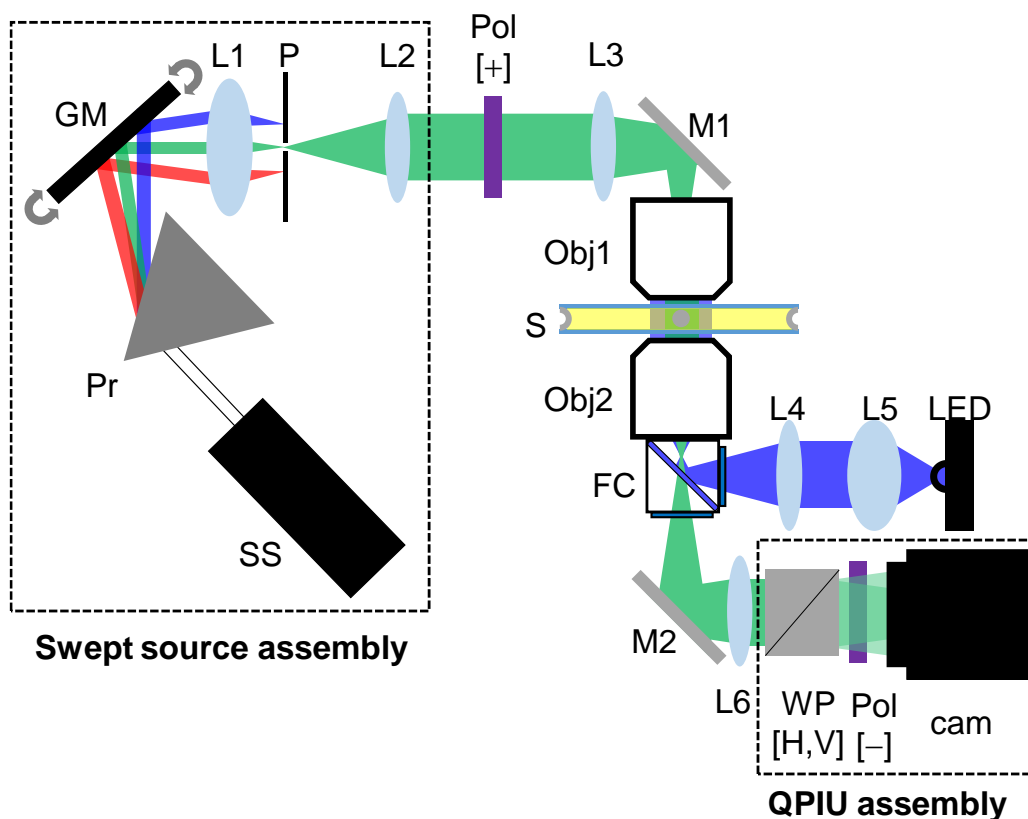 Pol
[+]
L1
P
L2
L3
GM
M1
Obj1
S
Pr
Obj2
L4
L5
LED
FC
SS
Swept source assembly
M2
L6
WP
[H,V]
Pol
[−]
cam
QPIU assembly